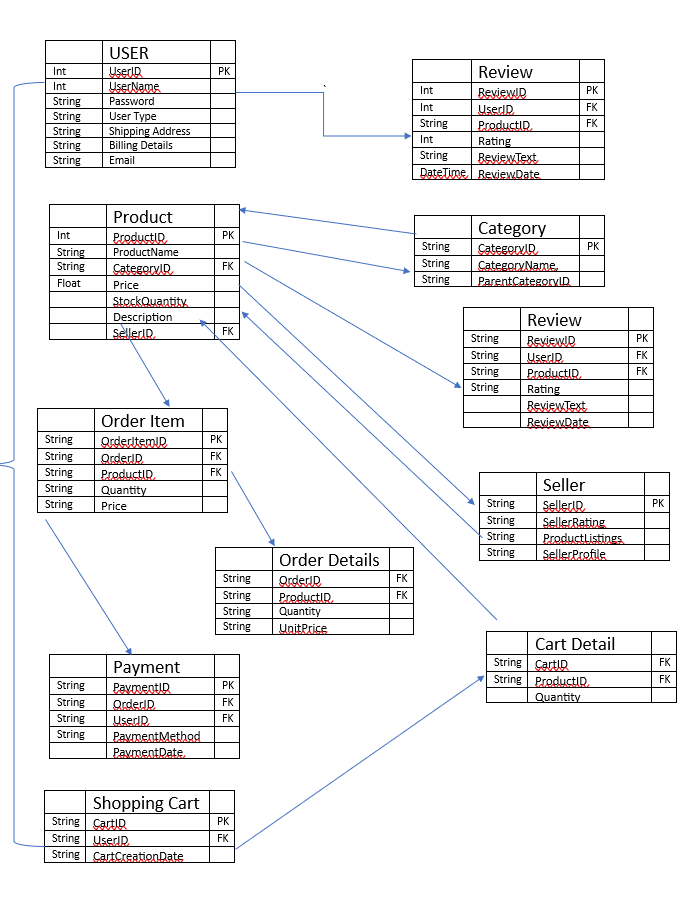 USER
Int UserID PK
Int UserName
String Password
String User Type
String Shipping Address
String Billing Details
String Email
Review
Int ReviewID PK
Int UserID FK
String ProductID FK
Int Rating
String ReviewText
DateTime ReviewDate
Product
Int ProductID PK
String ProductName
String CategoryID FK
Float Price
StockQuantity
Description
SellerID FK
Category
String CategoryID PK
String CategoryName
String ParentCategoryID
Review
String ReviewID PK
String UserID FK
String ProductID FK
String Rating
ReviewText
ReviewDate
Order Item
String OrderItemID PK
String OrderID FK
String ProductID FK
String Quantity
String Price
Seller
String SellerID PK
String SellerRating
String ProductListings
String SellerProfile
Order Details
String OrderID FK
String ProductID FK
String Quantity
String UnitPrice
Cart Detail
String CartID FK
String ProductID FK
Quantity
Payment
String PaymentID PK
String OrderID FK
String UserID FK
String PaymentMethod
PaymentDate
Shopping Cart
String CartID PK
String UserID FK
String CartCreationDate